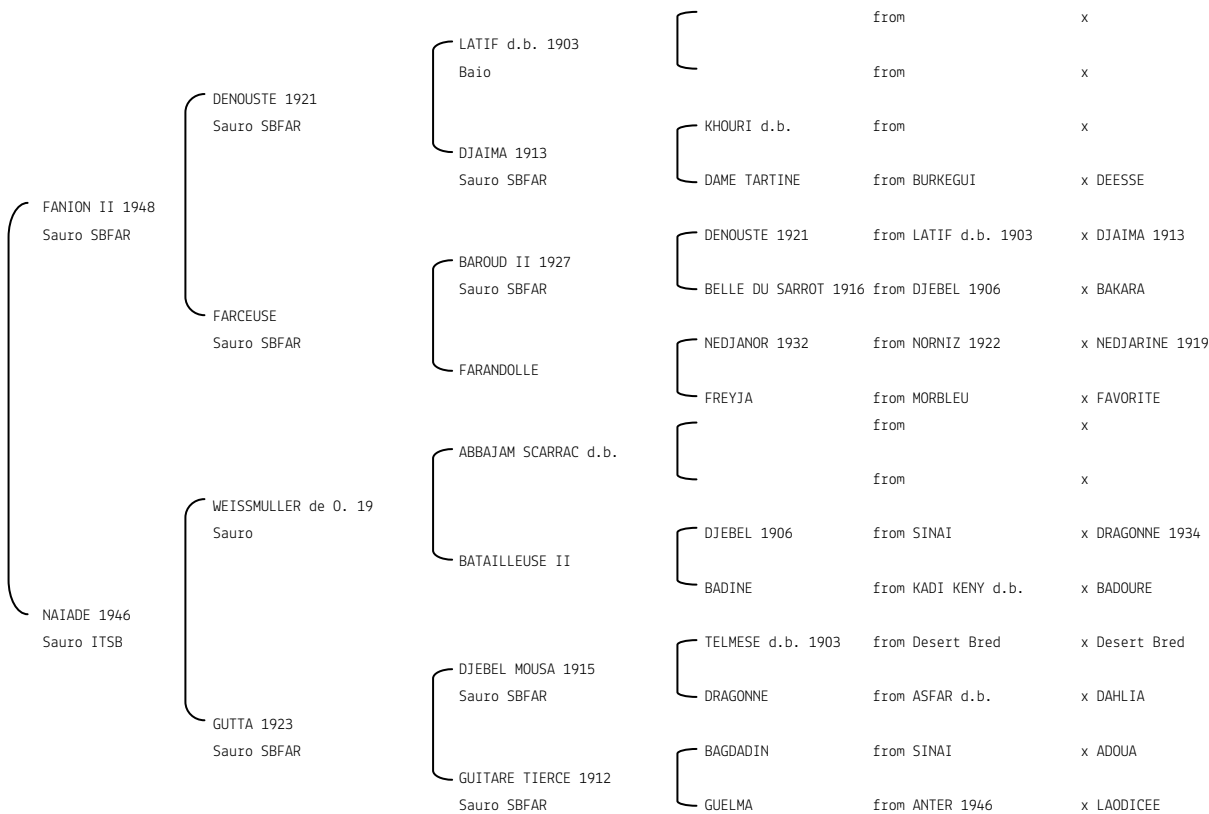 from x
LATIF d.b. 1903
Baio from x
DENOUSTE 1921
Sauro SBFAR KHOURI d.b. from x
DJAIMA 1913
Sauro SBFAR DAME TARTINE from BURKEGUI x DEESSE
FANION II 1948
Sauro SBFAR DENOUSTE 1921 from LATIF d.b. 1903 x DJAIMA 1913
BAROUD II 1927
Sauro SBFAR BELLE DU SARROT 1916 from DJEBEL 1906 x BAKARA
FARCEUSE
Sauro SBFAR NEDJANOR 1932 from NORNIZ 1922 x NEDJARINE 1919
FARANDOLLE
FREYJA from MORBLEU x FAVORITE
from x
ABBAJAM SCARRAC d.b.
from x
WEISSMULLER de O. 19
Sauro DJEBEL 1906 from SINAI x DRAGONNE 1934
BATAILLEUSE II
BADINE from KADI KENY d.b. x BADOURE
NAIADE 1946
Sauro ITSB TELMESE d.b. 1903 from Desert Bred x Desert Bred
DJEBEL MOUSA 1915
Sauro SBFAR DRAGONNE from ASFAR d.b. x DAHLIA
GUTTA 1923
Sauro SBFAR BAGDADIN from SINAI x ADOUA
GUITARE TIERCE 1912
Sauro SBFAR GUELMA from ANTER 1946 x LAODICEE